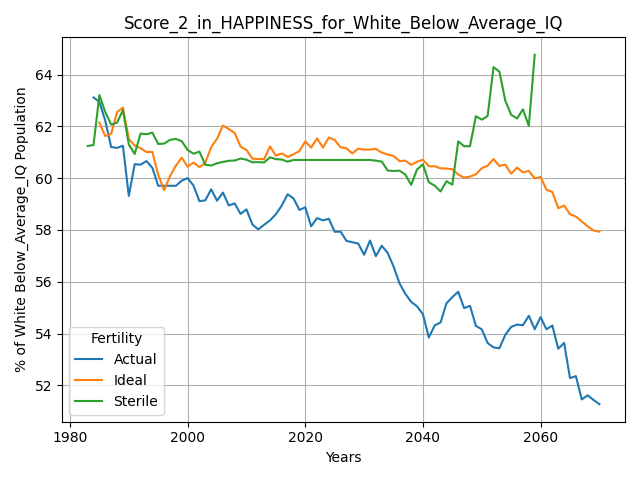 Score_2_in_HAPPINESS_for_White_Below_Average_IQ
% of White Below_Average_IQ Population
64
62
60
58
56
54
52
Fertility
Actual
Ideal
Sterile
1980
2000
2020
2040
2060
Years